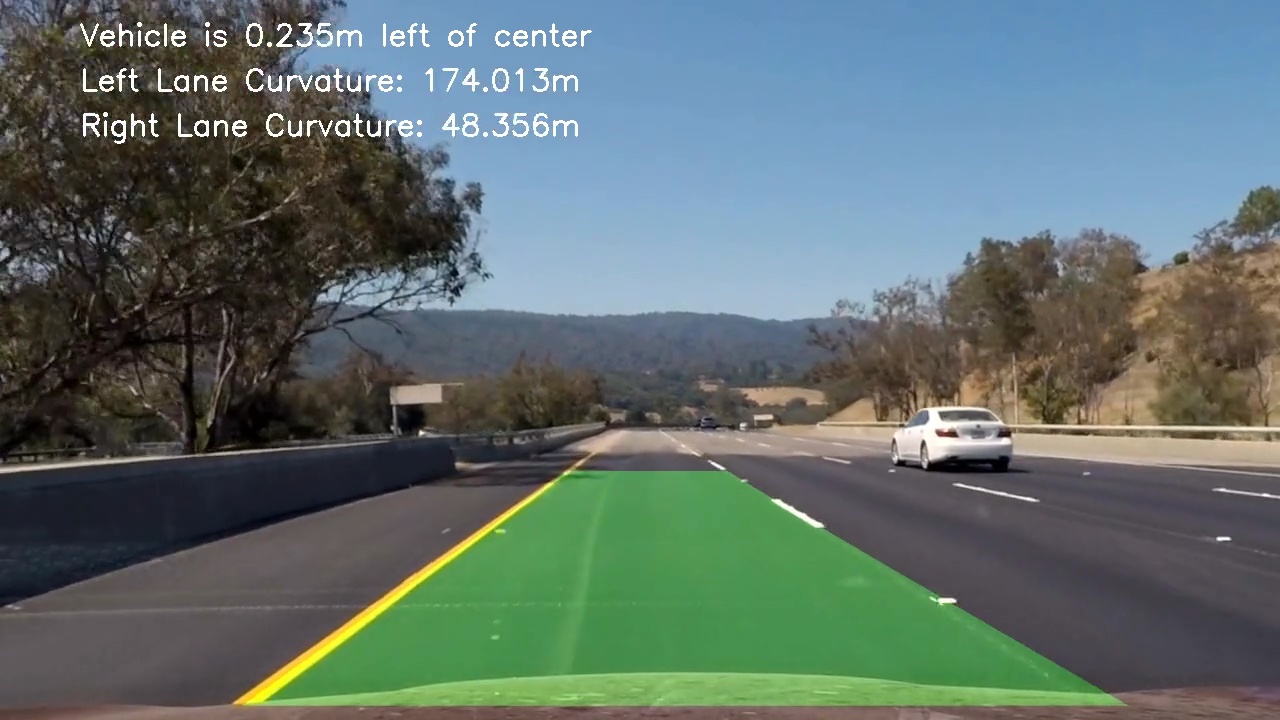 Vehicle is 0.235m left of center
Left Lane Curvature: 174.013m
Right Lane Curvature: 48.356m